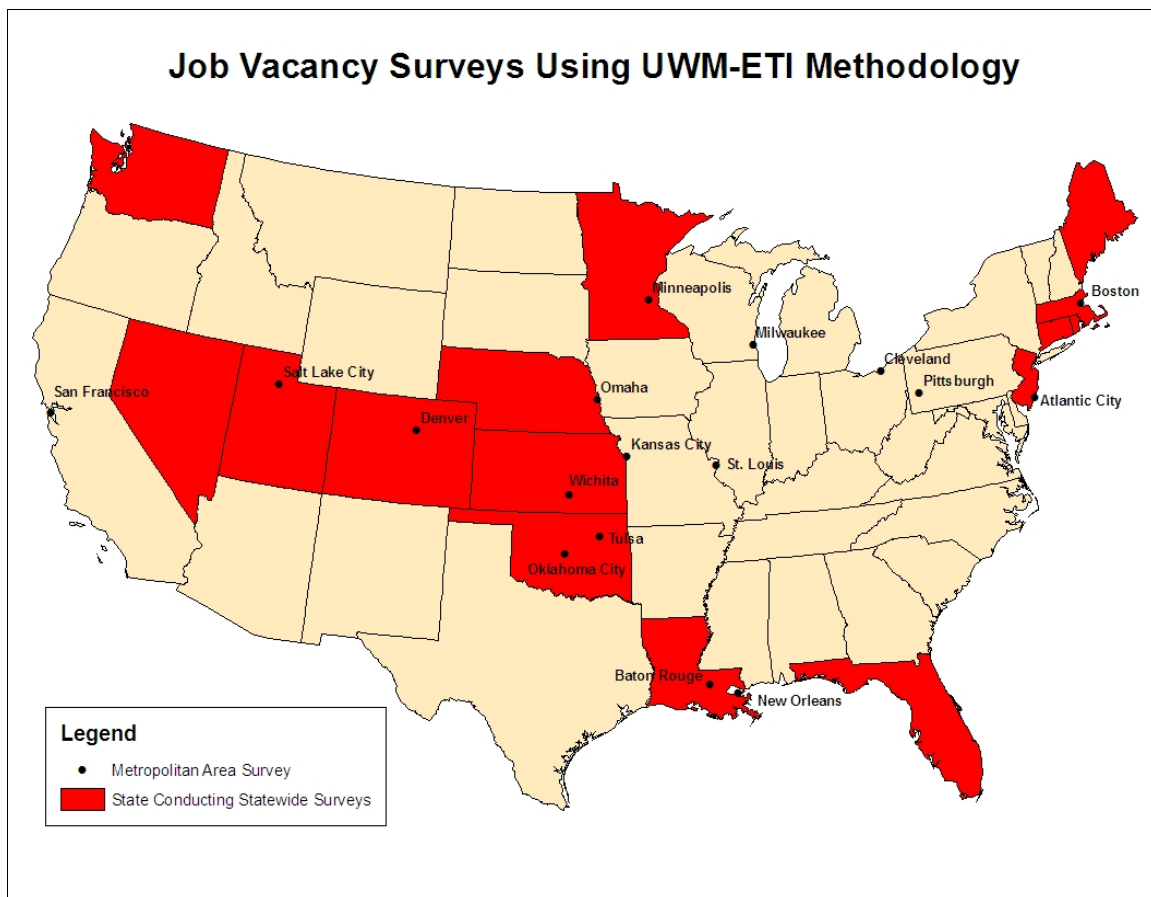 Job Vacancy Surveys Using UWM-ETI Methodology
Minneapolis
Boston
Milwaukee
Cleveland
Salt Lake City
San Francisco
Omaha
Pittsburgh
Atlantic City
Denver
Kansas City
St. Louis
Wichita
Tulsa
Oklahoma City
Baton Rouge
New Orleans
Legend
Metropolitan Area Survey
State Conducting Statewide Surveys